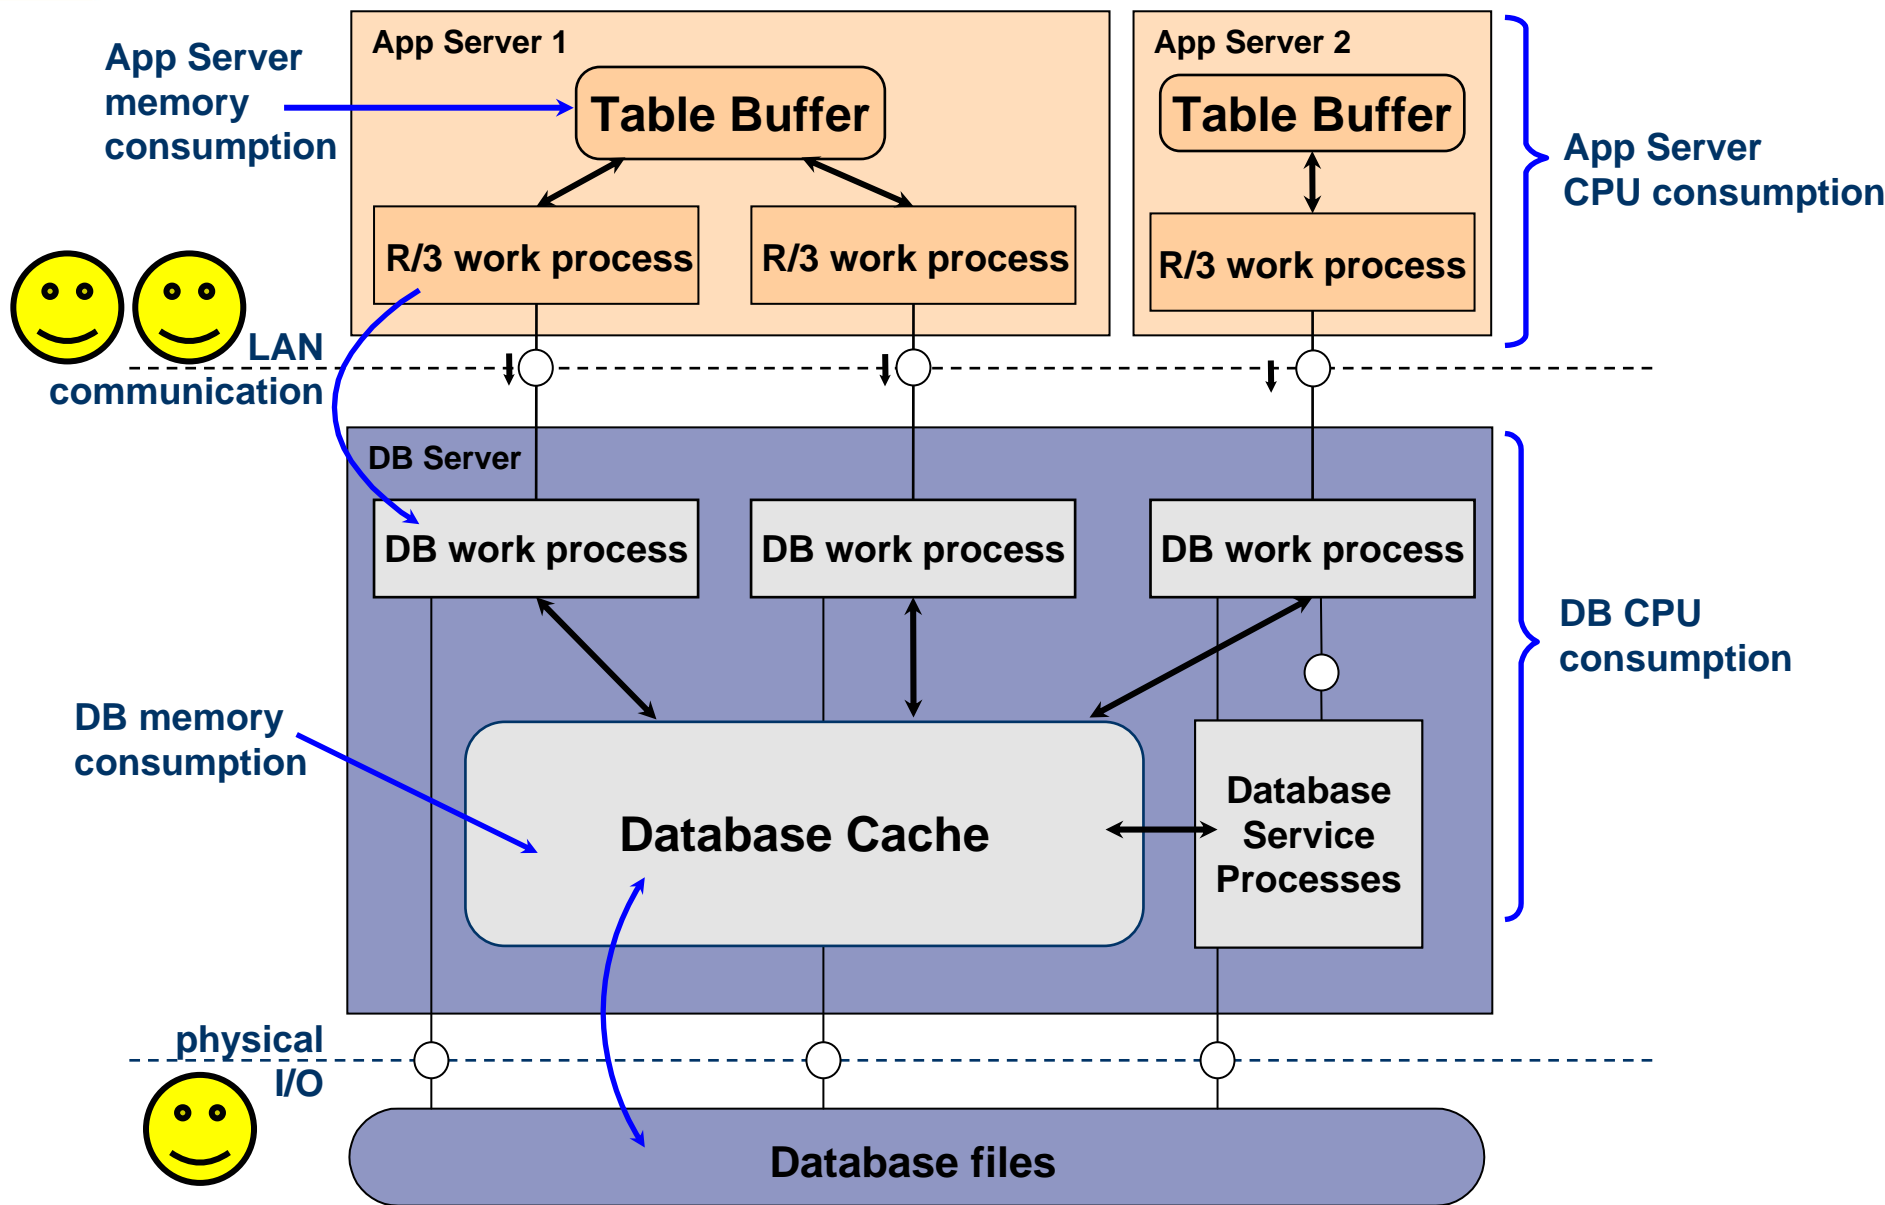 App Server 1
App Server 2
App Server
memory
consumption
Table Buffer
Table Buffer
App Server
CPU consumption
R/3 work process
R/3 work process
R/3 work process
LAN
communication
DB Server
DB work process
DB work process
DB work process
DB CPU
consumption
DB memory
consumption
Database Cache
Database
Service
Processes
physical
I/O
Database files